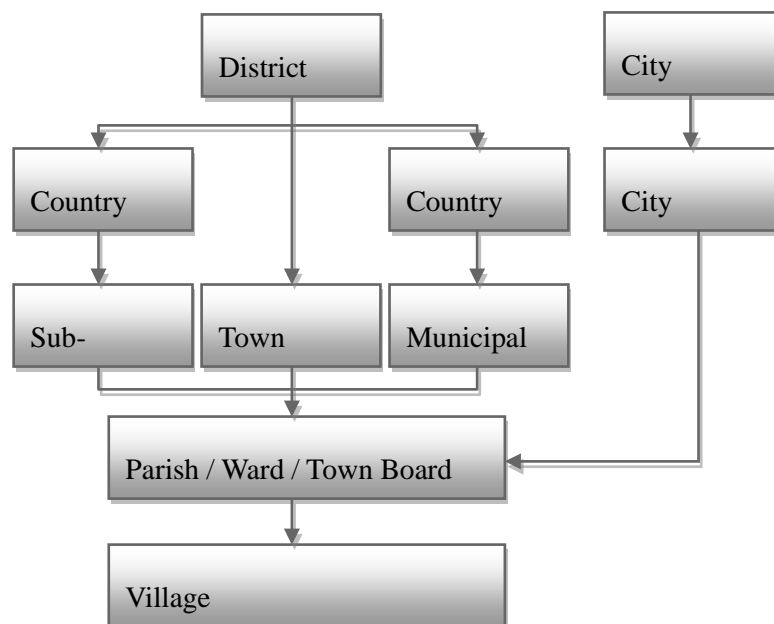 District
City
Country
Country
City
Sub-
Town
Municipal
Parish / Ward / Town Board
Village